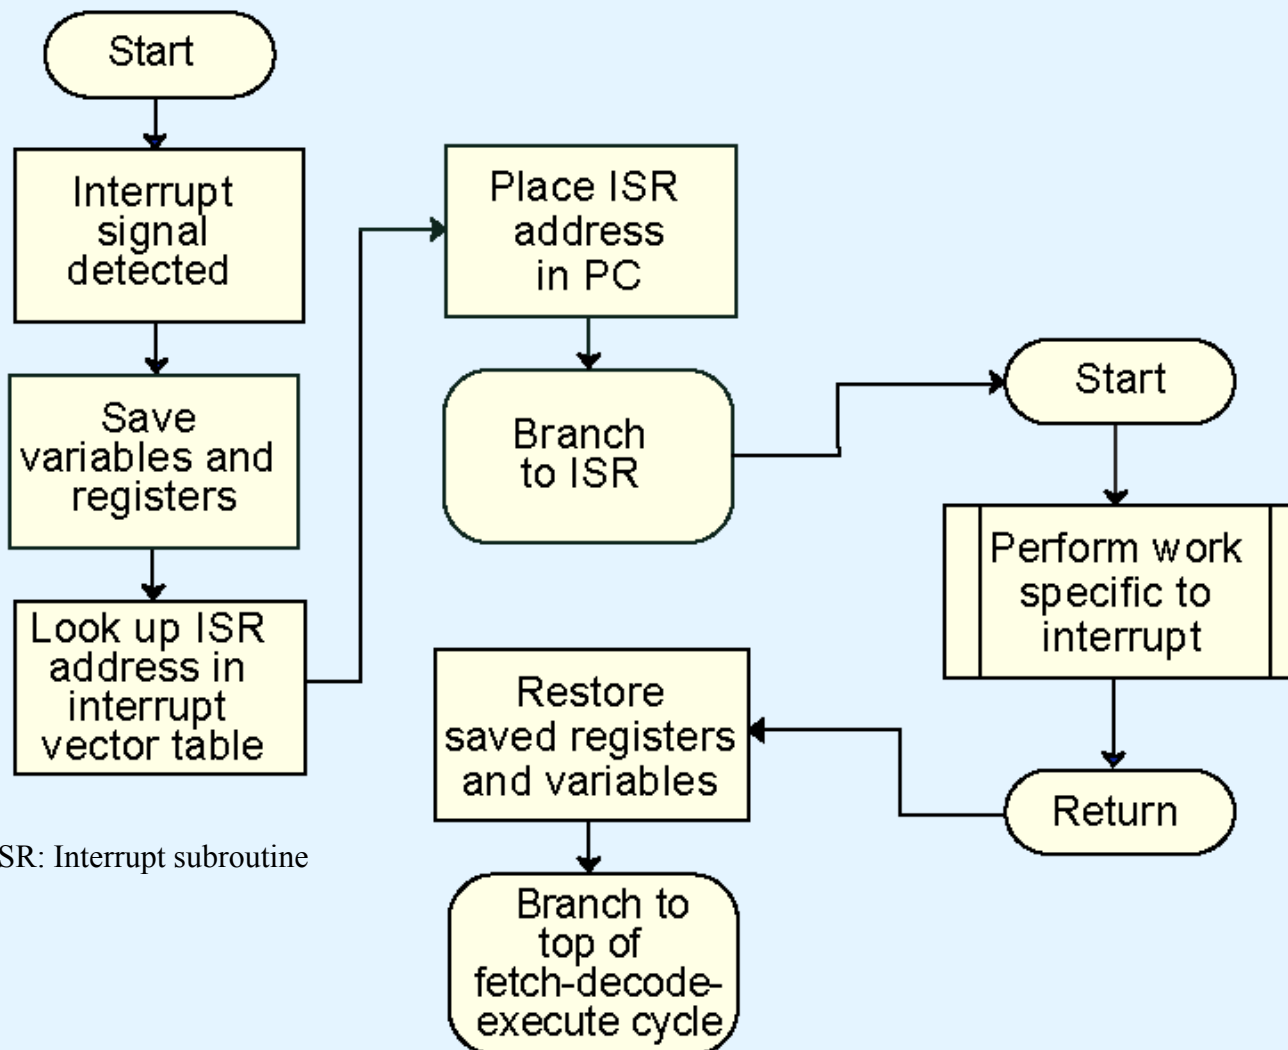 Start
Interrupt
signal
detected
Save
variables and
registers
Look up ISR
address in
interrupt
vector table
Place ISR
address
in PC
Branch
to ISR
Start
Perform work
specific to
interrupt
Return
Restore
saved registers
and variables
Branch to
top of
fetch-decode-
execute cycle
SR: Interrupt subroutine